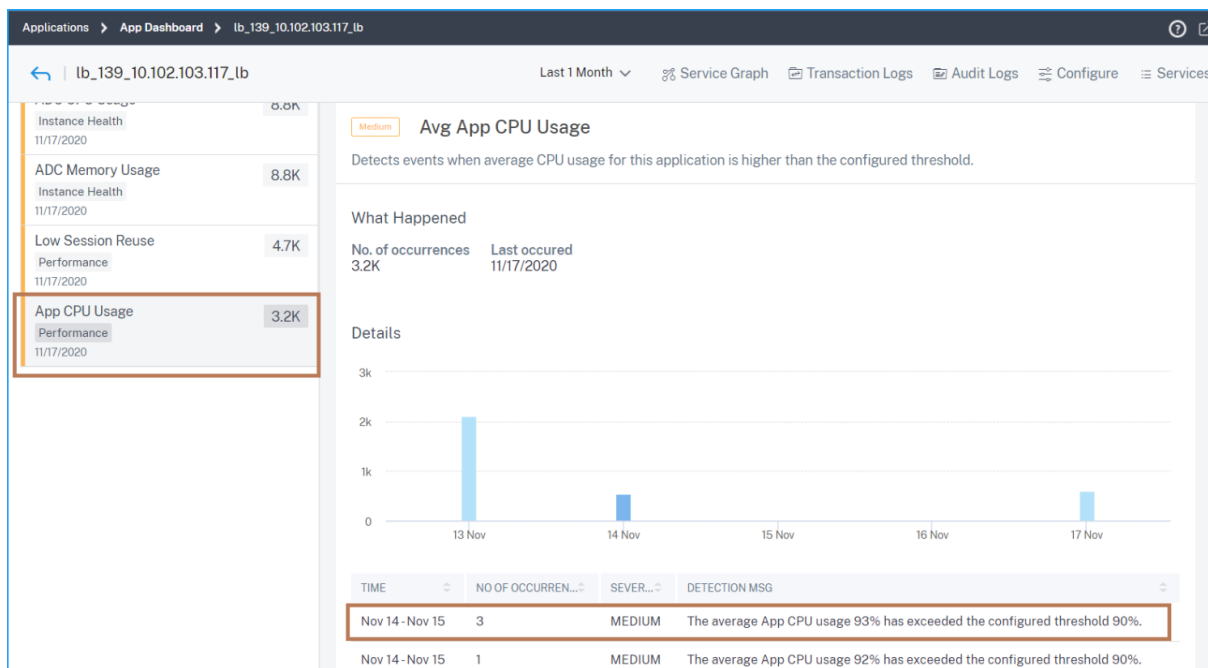 Applications > App Dashboard > lb_139_10.102.103.117_lb
lb_139_10.102.103.117_lb
Last 1 Month
Service Graph
Transaction Logs
Audit Logs
Configure
Services
ADC CPU Usage
8.8K
Instance Health
11/17/2020
ADC Memory Usage
8.8K
Instance Health
11/17/2020
Low Session Reuse
4.7K
Performance
11/17/2020
App CPU Usage
3.2K
Performance
11/17/2020
Medium
Avg App CPU Usage
Detects events when average CPU usage for this application is higher than the configured threshold.
What Happened
No. of occurrences Last occured
3.2K 11/17/2020
Details
3k
2k
1k
0
13 Nov 14 Nov 15 Nov 16 Nov 17 Nov
TIME NO OF OCCURREN... SEVER... DETECTION MSG
Nov 14 - Nov 15 3 MEDIUM The average App CPU usage 93% has exceeded the configured threshold 90%.
Nov 14 - Nov 15 1 MEDIUM The average App CPU usage 92% has exceeded the configured threshold 90%.